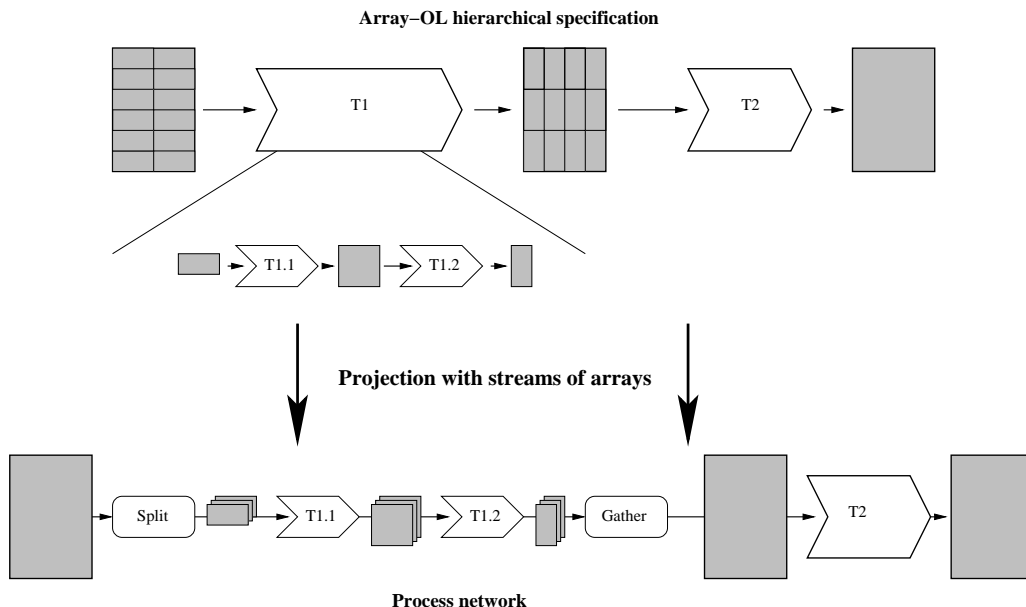 Array−OL hierarchical specification
T1
T2
T1.1
T1.2
Projection with streams of arrays
Split
T1.1
T1.2
Gather
T2
Process network